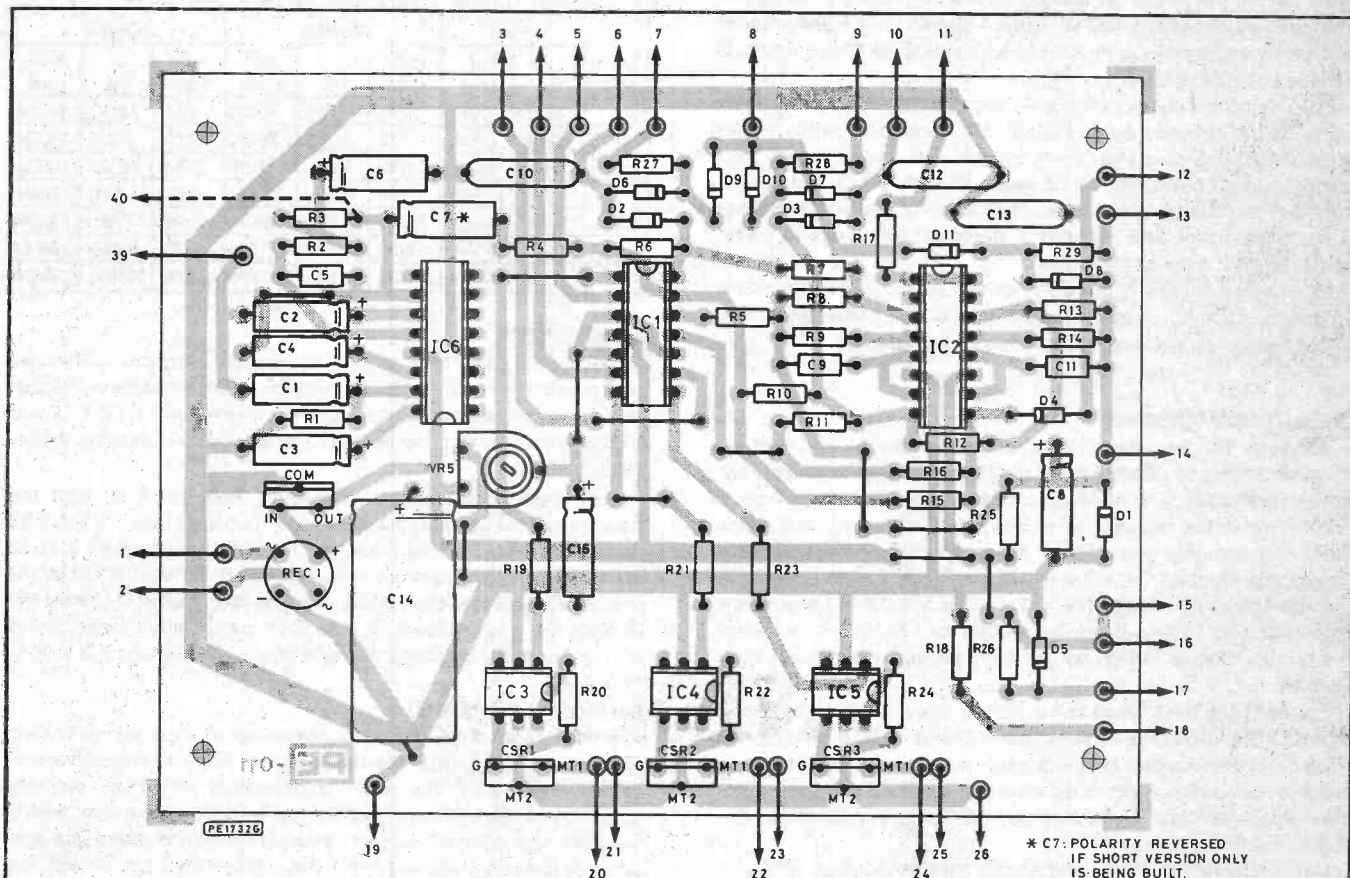 3 4 5 6 7 8 9 10 11
C6
C10
R27
D6
D2
D9
D10
R28
D7
D3
C12
C13
12
13
40
R3
C7*
R2
R4
R6
R17
D11
R29
39
C5
D8
R7
R8
C2
C4
IC6
IC1
R5
R9
C9
IC2
R13
R14
C11
C1
R1
R10
R11
D4
R12
C3
COM
IN OUT
VR5
R16
R15
R25
C8
14
D1
1
2
REC 1
C14
R19
C15
R21
R23
15
16
R18
R26
D5
17
18
IC3
R20
IC4
R22
IC5
R24
CSR1
G MT1
MT2
CSR2
G MT1
MT2
CSR3
G MT1
MT2
PE-011
PE1732G
J9
20
21
22
23
24
25
26
* C7: POLARITY REVERSED
IF SHORT VERSION ONLY
IS BEING BUILT.